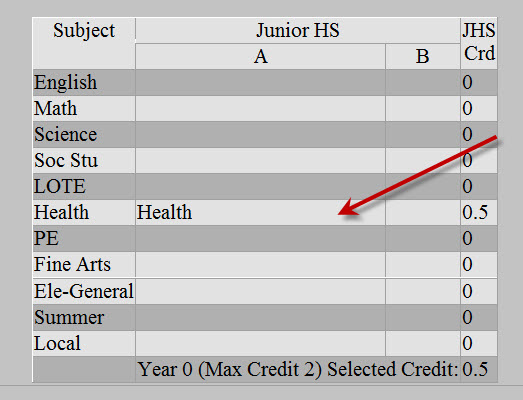 Subject Junior HS JHS
A B Crd
English 0
Math 0
Science 0
Soc Stu 0
LOTE 0
Health Health 0.5
PE 0
Fine Arts 0
Ele-General 0
Summer 0
Local 0
Year 0 (Max Credit 2) Selected Credit: 0.5